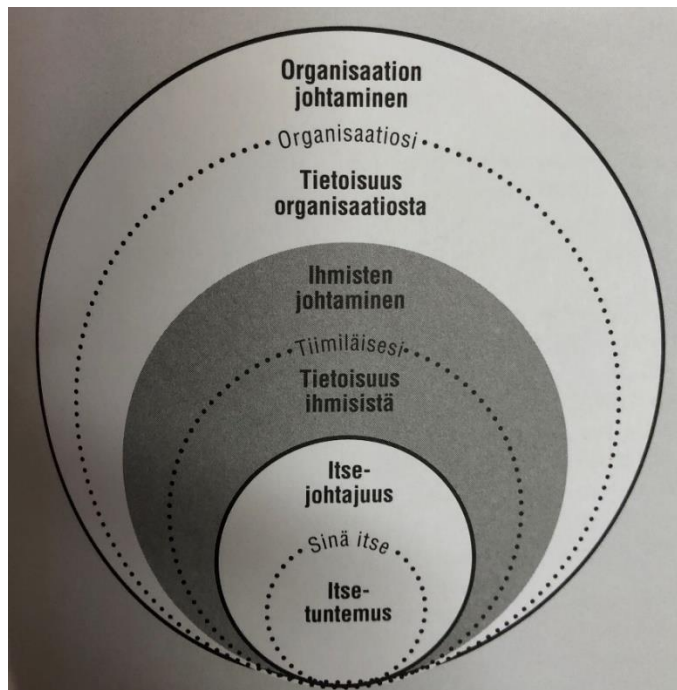 Organisaation
johtaminen
Organisaatiosi
Tietoisuus
organisaatiosta
Ihmisten
johtaminen
Tiimiläisesi
Tietoisuus
ihmisistä
Itse-
johtajuus
Sinä itse
Itse-
tuntemus